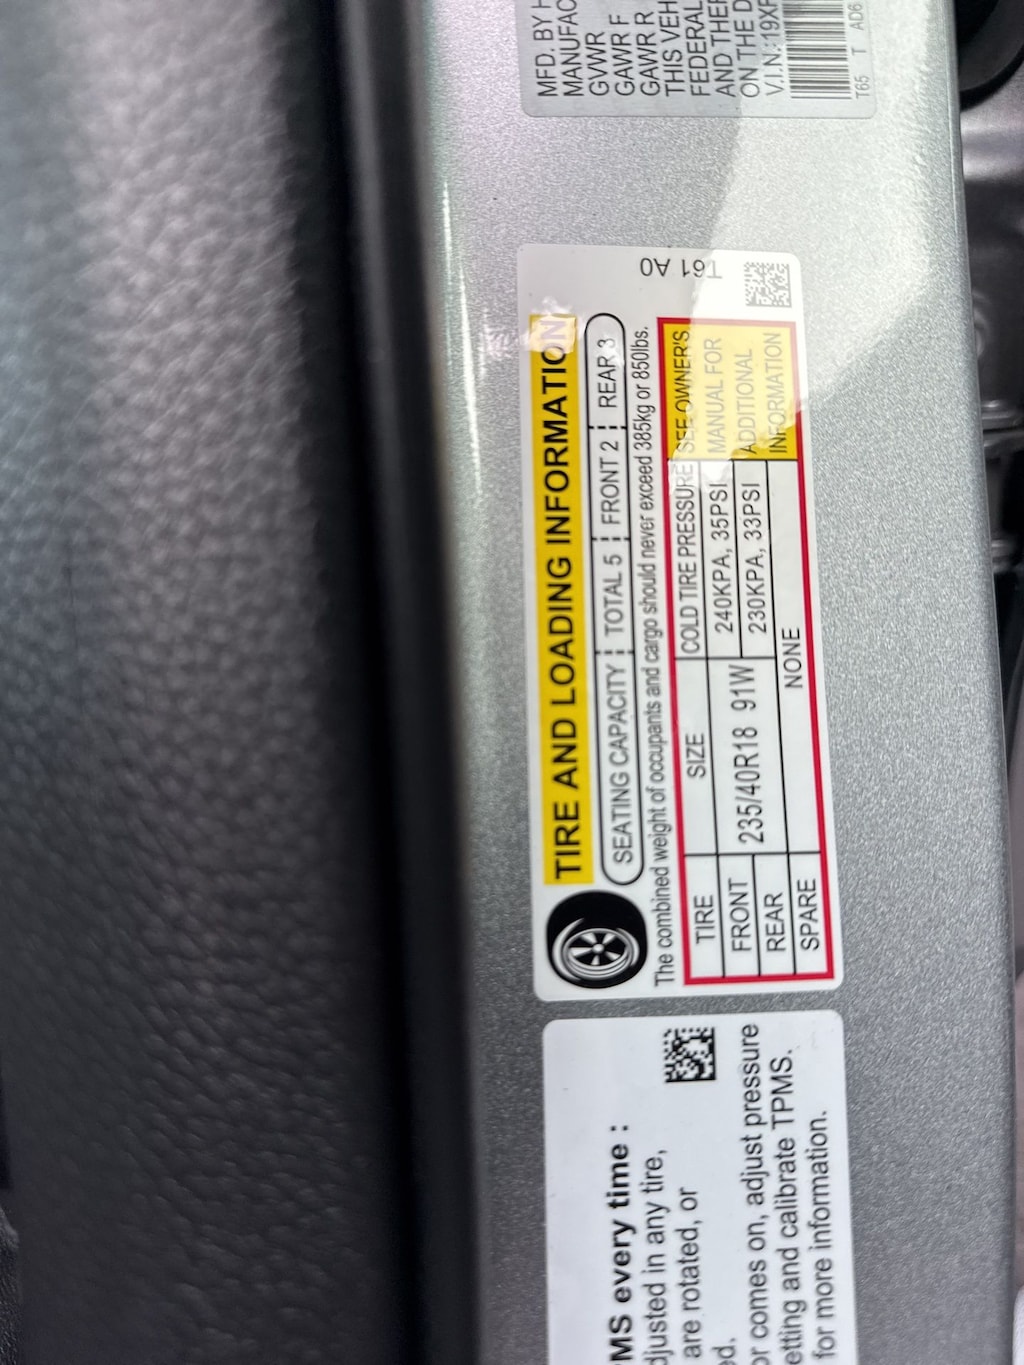 MFD. BY H
MANUFAC
GVWR
GAWR F
GAWR R
THIS VEH
FEDERAL
AND THE
ON THE D
V.I.N.: 19XF
T65 T AD6
T61 A0
TIRE AND LOADING INFORMATION
SEATING CAPACITY TOTAL 5 FRONT 2 REAR 3
The combined weight of occupants and cargo should never exceed 385kg or 850lbs.
TIRE SIZE COLD TIRE PRESSURE SEE OWNER'S
FRONT 235/40R18 91W 240KPA, 35PSI MANUAL FOR
REAR 230KPA, 33PSI ADDITIONAL
SPARE NONE INFORMATION
MS every time :
djusted in any tire,
are rotated, or
ed.
or comes on, adjust pressure
etting and calibrate TPMS.
for more information.